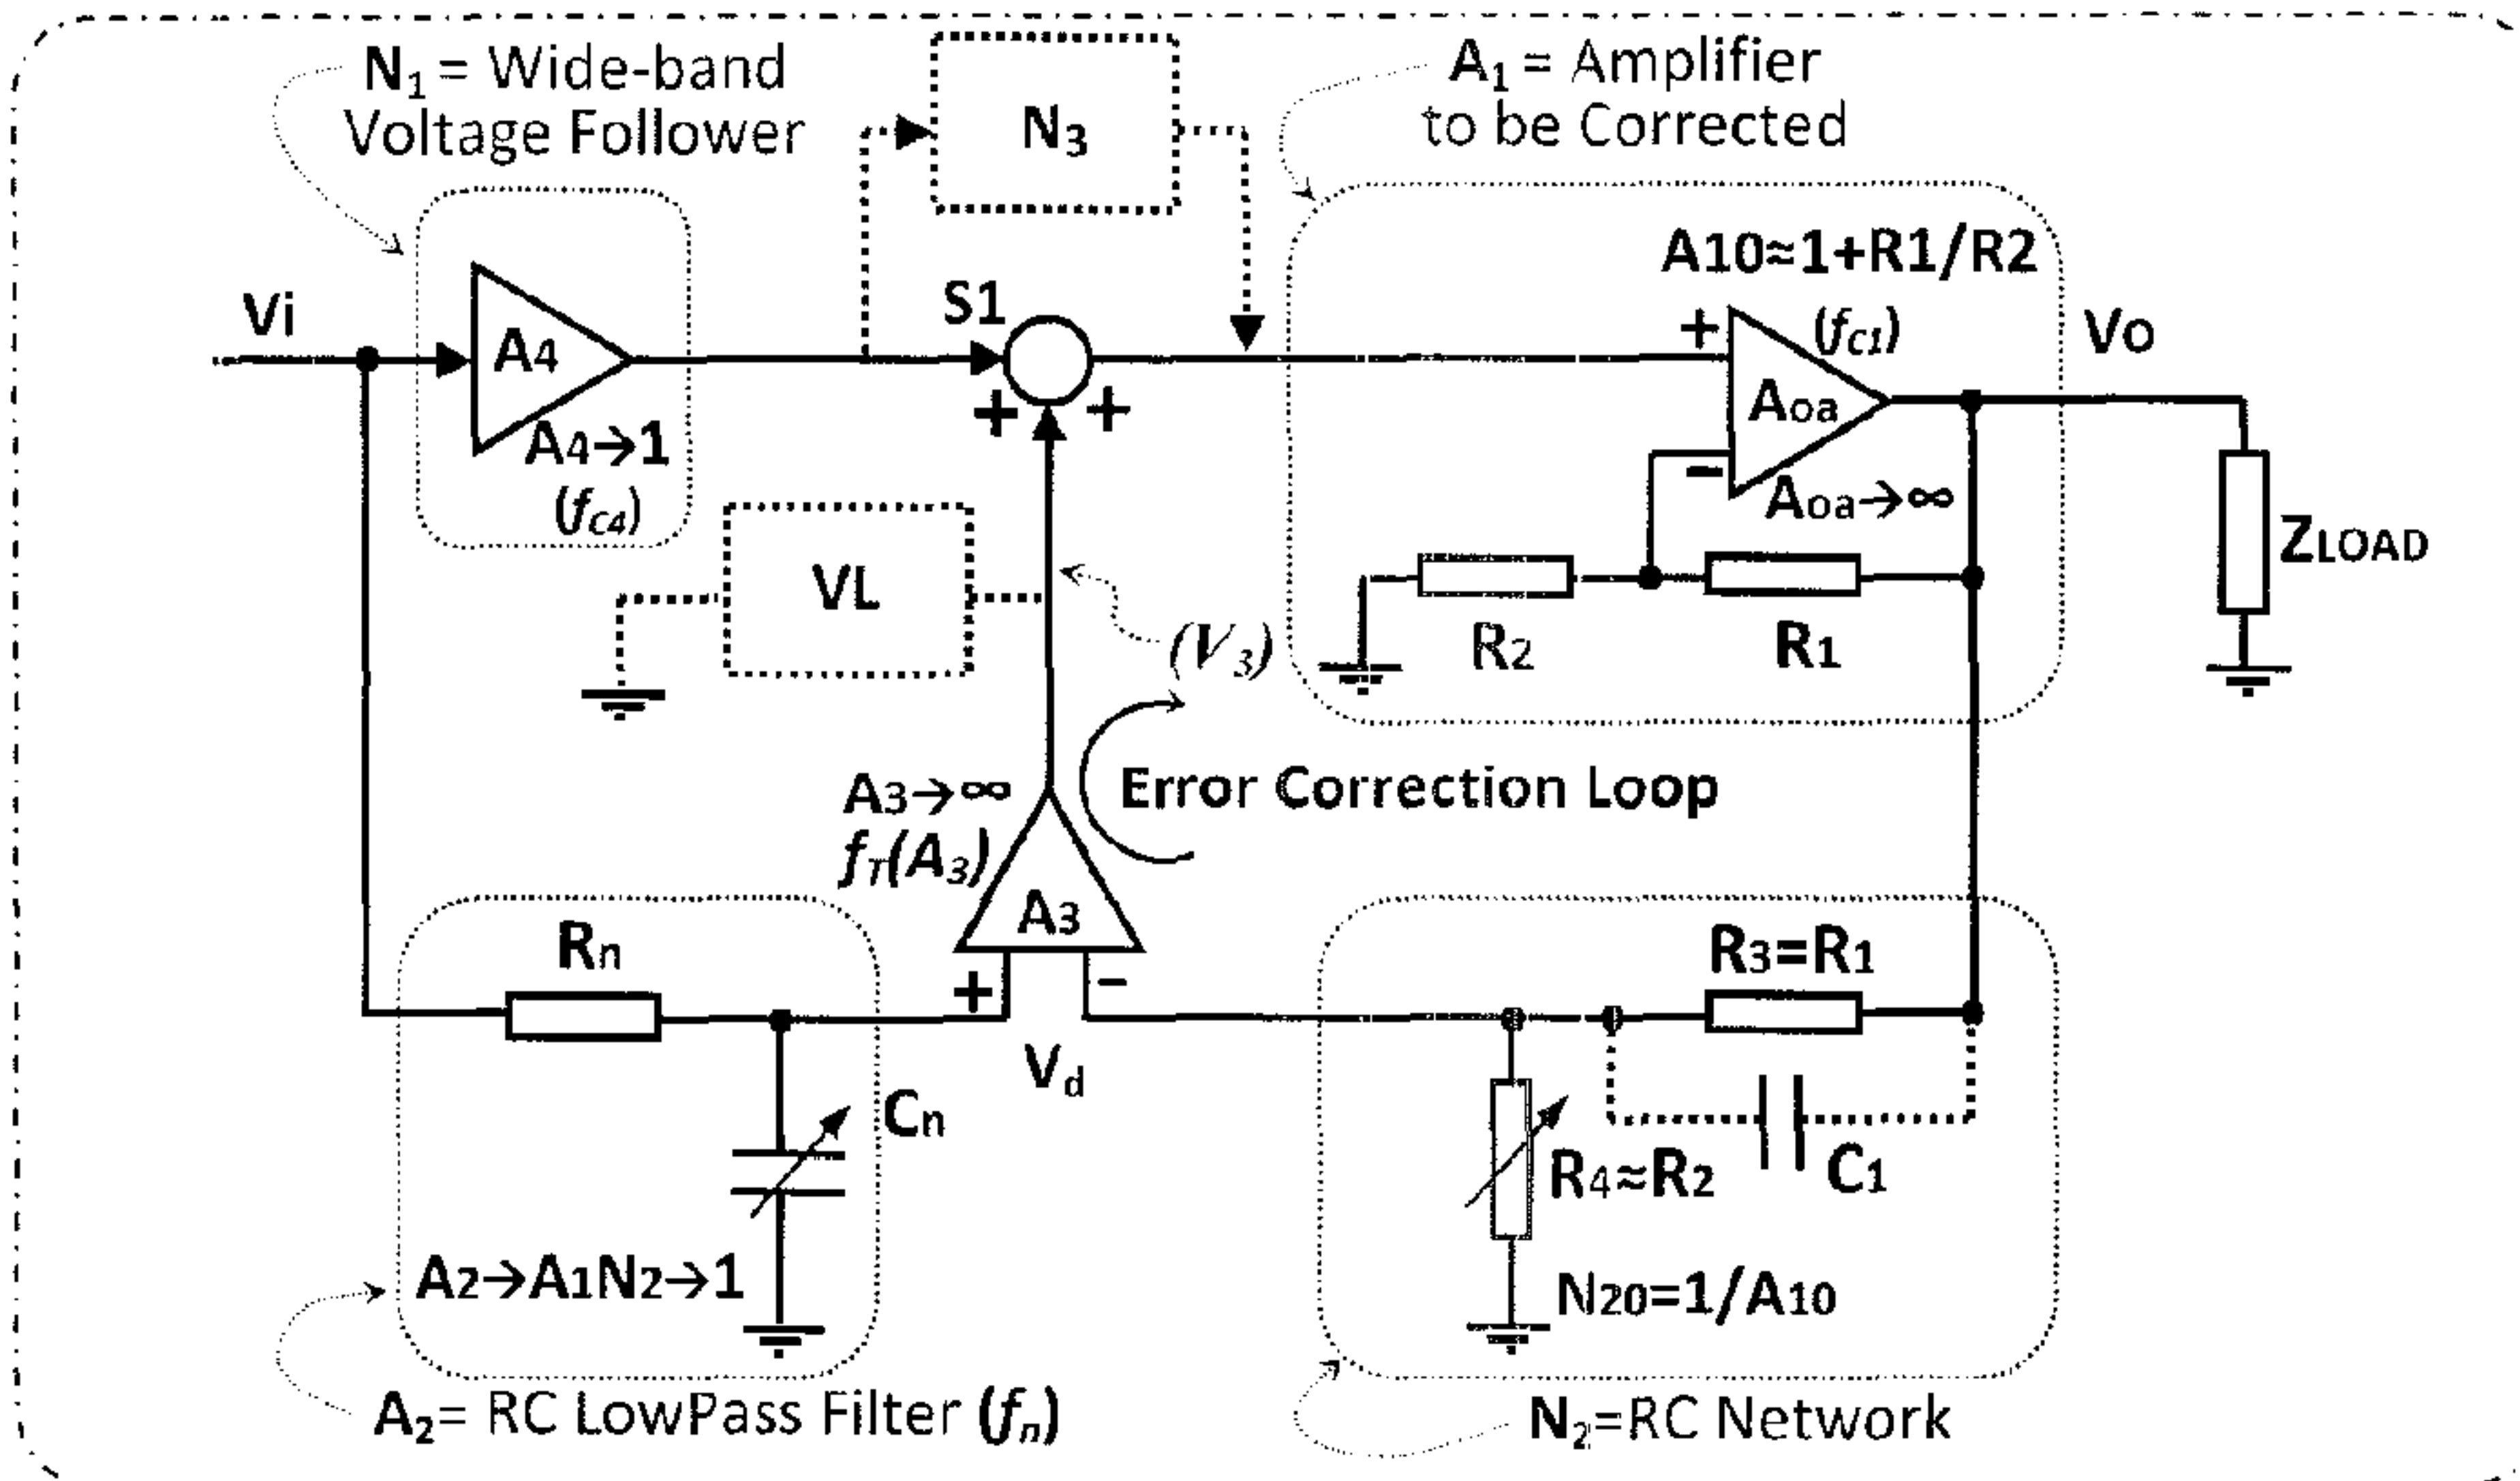 N1 = Wide-band
Voltage Follower
N3
A1 = Amplifier
to be Corrected
A10≈1+R1/R2
Vi
A4
A4→1
(fC4)
S1
+
+
+
(fC1)
Vo
Aoa
−
Aoa→∞
ZLOAD
VL
R2
R1
(V3)
A3→∞
fT(A3)
Error Correction Loop
A3
+
−
Vd
Rn
Cn
R3=R1
R4≈R2
C1
A2→A1N2→1
N20=1/A10
A2= RC LowPass Filter (fn)
N2=RC Network